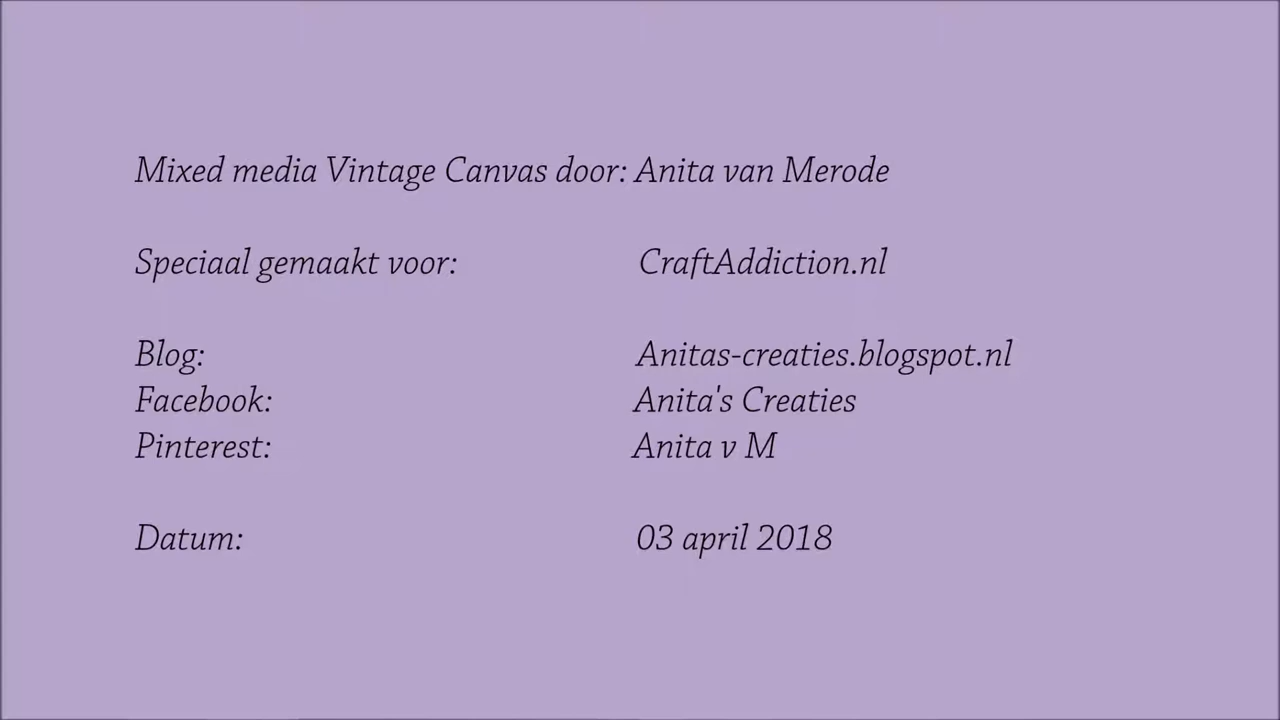 Mixed media Vintage Canvas door: Anita van Merode
Speciaal gemaakt voor: CraftAddiction.nl
Blog: Anitas-creaties.blogspot.nl
Facebook: Anita's Creaties
Pinterest: Anita v M
Datum: 03 april 2018